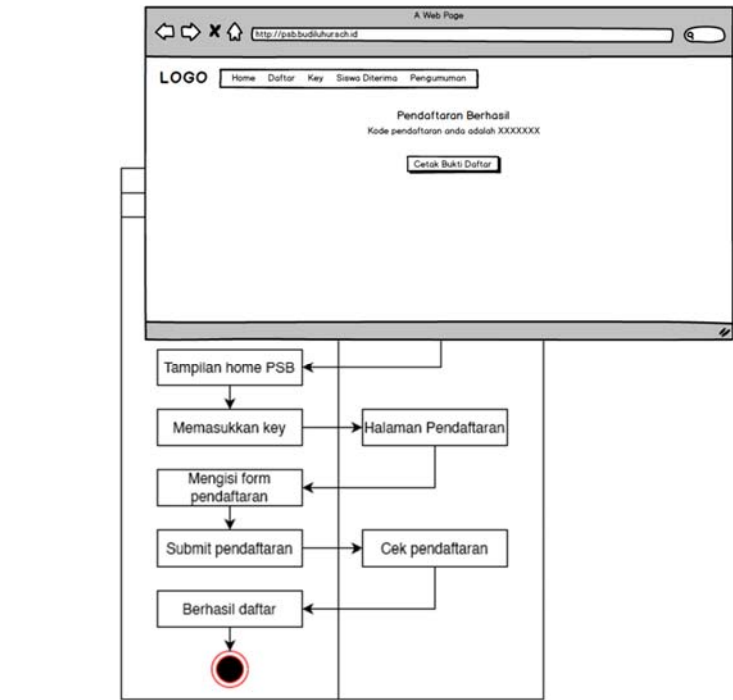 A Web Page
http://psb.budiluhur.sch.id
LOGO
Home Daftar Key Siswa Diterima Pengumuman
Pendaftaran Berhasil
Kode pendaftaran anda adalah XXXXXXX
Cetak Bukti Daftar
Tampilan home PSB
Memasukkan key
Halaman Pendaftaran
Mengisi form
pendaftaran
Submit pendaftaran
Cek pendaftaran
Berhasil daftar